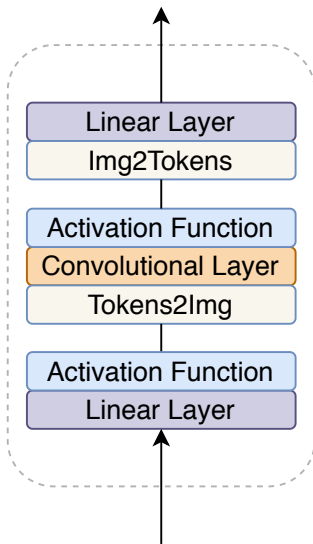 Linear Layer
Img2Tokens
Activation Function
Convolutional Layer
Tokens2Img
Activation Function
Linear Layer